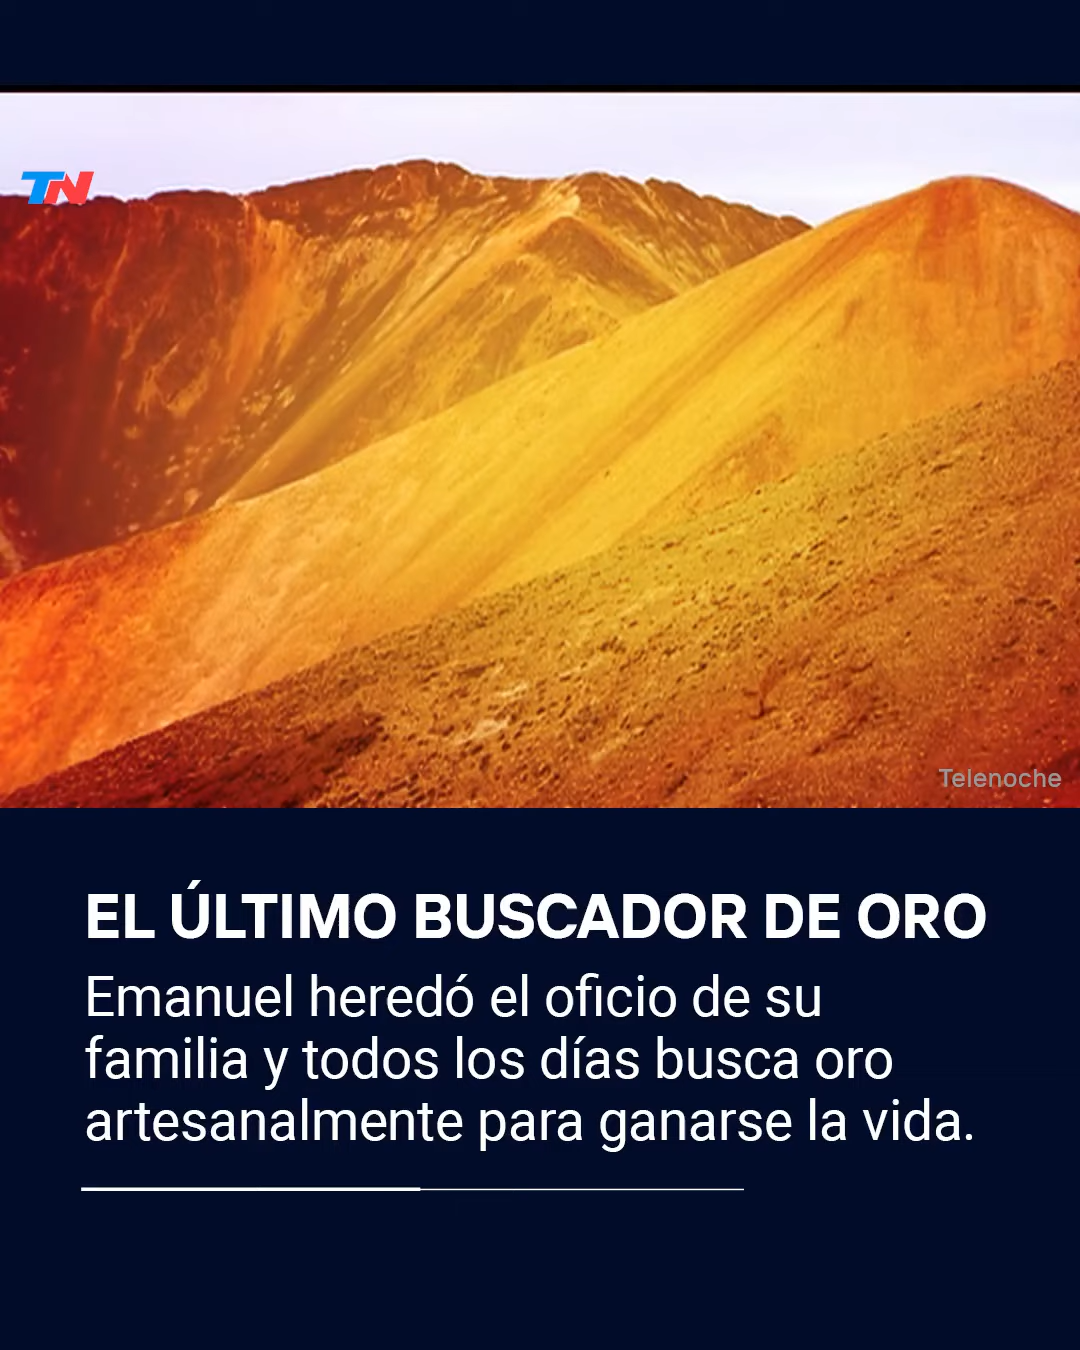 TN
Telenoche
EL ÚLTIMO BUSCADOR DE ORO
Emanuel heredó el oficio de su
familia y todos los días busca oro
artesanalmente para ganarse la vida.